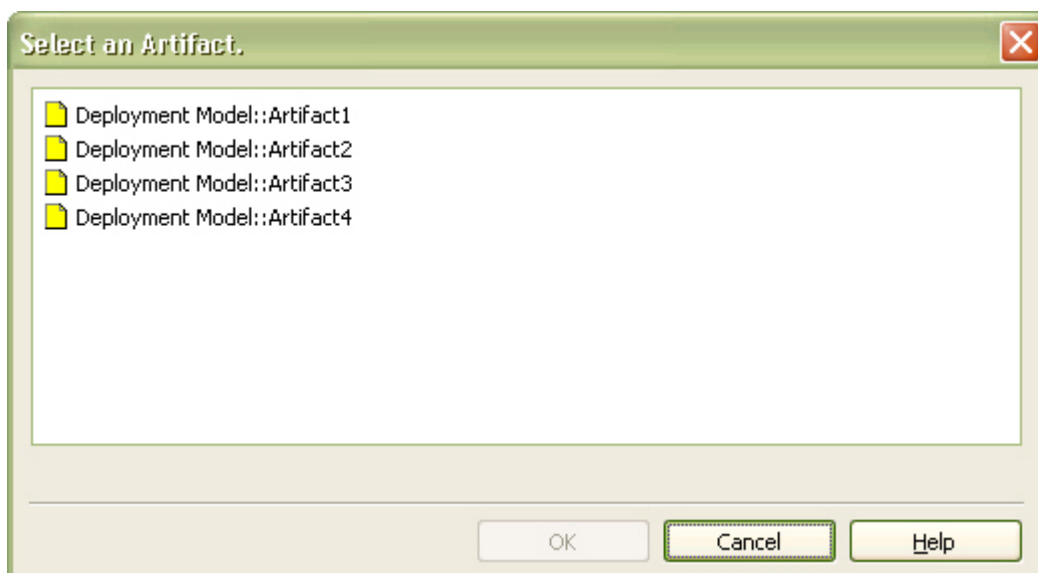 Select an Artifact.
Deployment Model::Artifact1
Deployment Model::Artifact2
Deployment Model::Artifact3
Deployment Model::Artifact4
OK Cancel Help